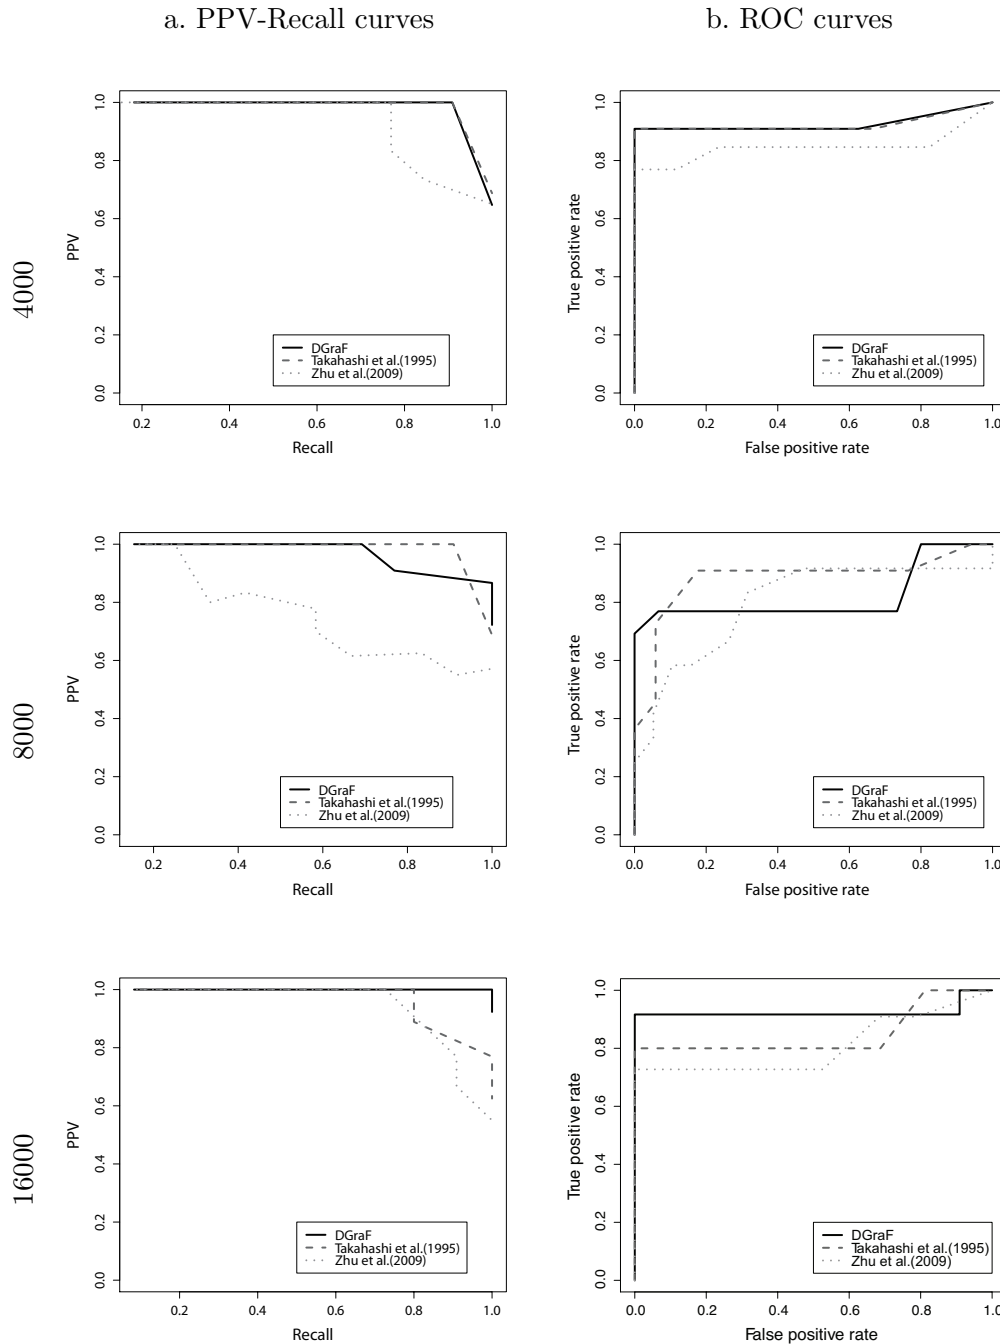 a. PPV-Recall curves
b. ROC curves
4000
PPV
1.0
0.8
0.6
0.4
0.2
0.0
DGraF
Takahashi et al.(1995)
Zhu et al.(2009)
0.2 0.4 0.6 0.8 1.0
Recall
True positive rate
1.0
0.8
0.6
0.4
0.2
0.0
DGraF
Takahashi et al.(1995)
Zhu et al.(2009)
0.0 0.2 0.4 0.6 0.8 1.0
False positive rate
8000
PPV
1.0
0.8
0.6
0.4
0.2
0.0
DGraF
Takahashi et al.(1995)
Zhu et al.(2009)
0.2 0.4 0.6 0.8 1.0
Recall
True positive rate
1.0
0.8
0.6
0.4
0.2
0.0
DGraF
Takahashi et al.(1995)
Zhu et al.(2009)
0.0 0.2 0.4 0.6 0.8 1.0
False positive rate
16000
PPV
1.0
0.8
0.6
0.4
0.2
0.0
DGraF
Takahashi et al.(1995)
Zhu et al.(2009)
0.2 0.4 0.6 0.8 1.0
Recall
True positive rate
1.0
0.8
0.6
0.4
0.2
0.0
DGraF
Takahashi et al.(1995)
Zhu et al.(2009)
0.0 0.2 0.4 0.6 0.8 1.0
False positive rate